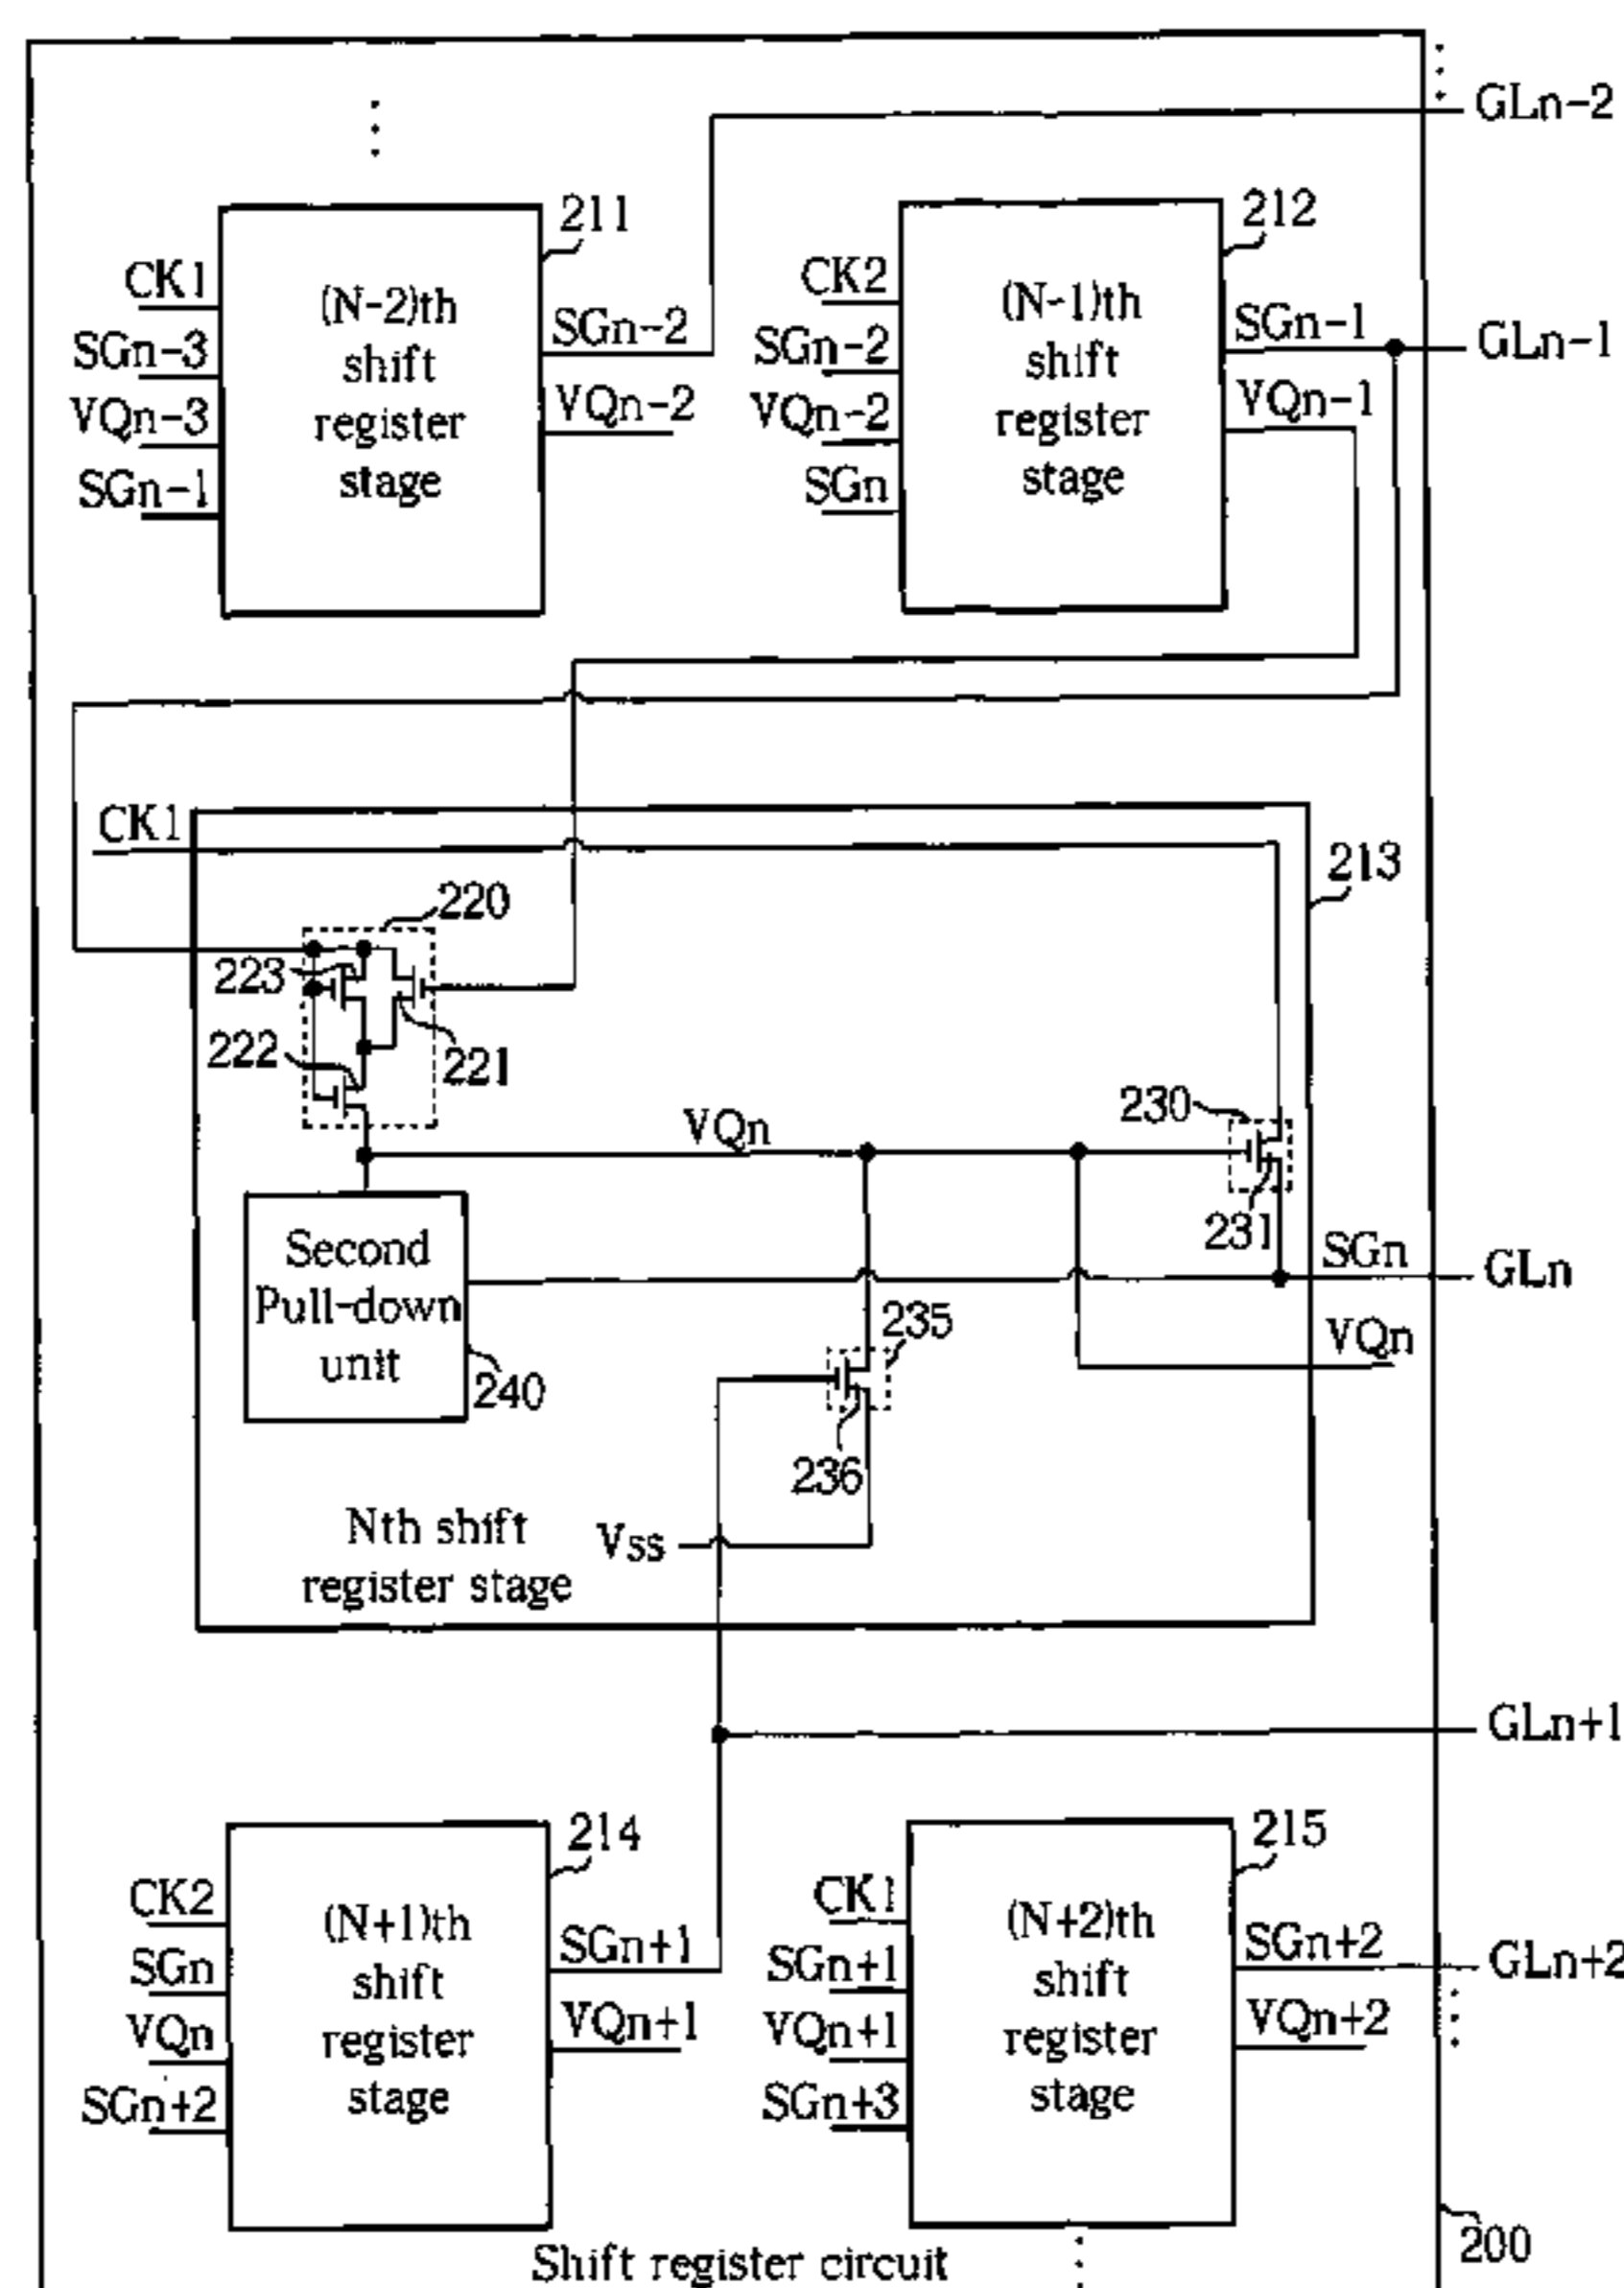 GLn-2
211
CK1
SGn-3
VQn-3
SGn-1
(N-2)th
shift
register
stage
SGn-2
VQn-2
212
CK2
SGn-2
VQn-2
SGn
(N-1)th
shift
register
stage
SGn-1
VQn-1
GLn-1
CK1
213
220
223
222
221
VQn
230
231
Second
Pull-down
unit
240
SGn
GLn
VQn
235
236
Vss
Nth shift
register stage
GLn+1
214
CK2
SGn
VQn
SGn+2
(N+1)th
shift
register
stage
SGn+1
VQn+1
215
CK1
SGn+1
VQn+1
SGn+3
(N+2)th
shift
register
stage
SGn+2
VQn+2
GLn+2
200
Shift register circuit